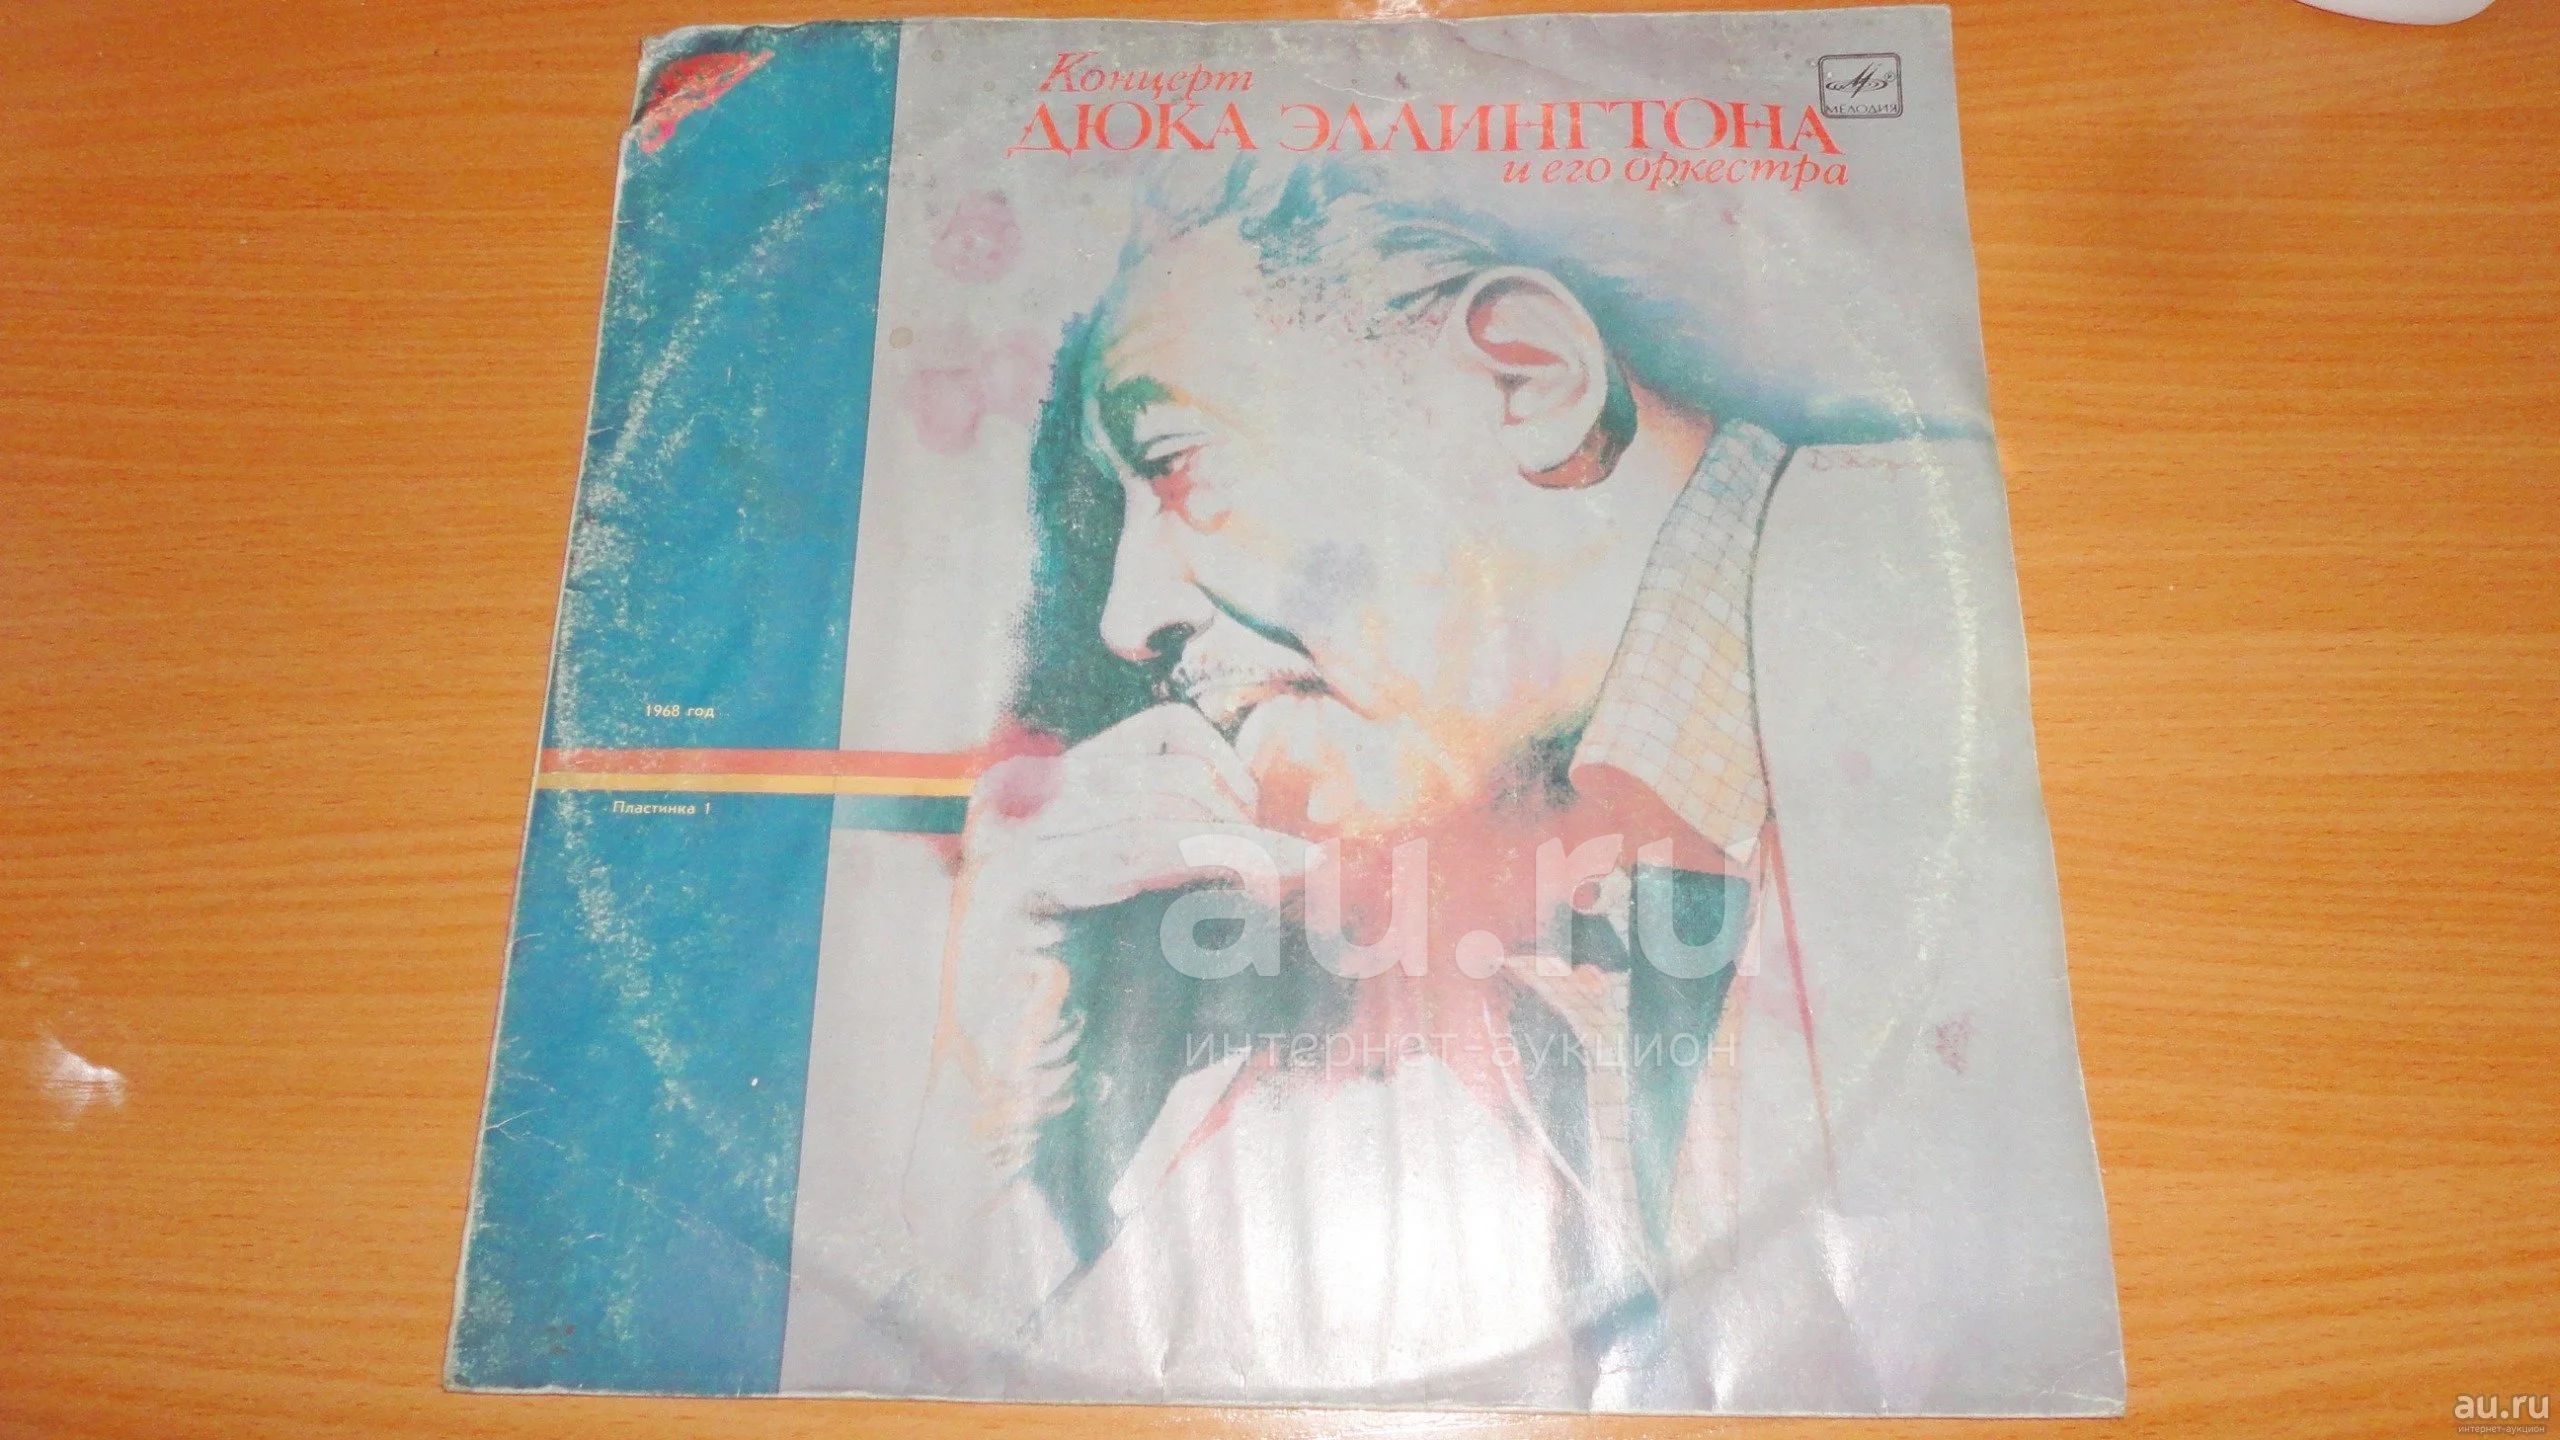 Концерт
ДЮКА ЭЛЛИНГТОНА
и его оркестра
МЕЛОДИЯ
1968 год
Пластинка 1
au.ru
интернет-аукцион
au.ru
интернет-аукцион